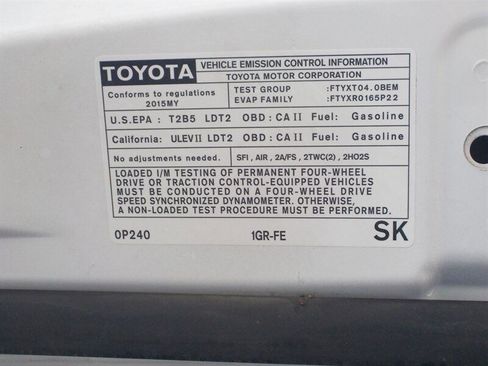 TOYOTA VEHICLE EMISSION CONTROL INFORMATION
TOYOTA MOTOR CORPORATION
Conforms to regulations TEST GROUP :FTYXT04.0BEM
2015MY EVAP FAMILY :FTYXR0165P22
U.S.EPA : T2B5 LDT2 OBD : CA II Fuel: Gasoline
California: ULEV II LDT2 OBD : CA II Fuel: Gasoline
No adjustments needed. SFI , AIR , 2A/FS , 2TWC(2) , 2HO2S
LOADED I/M TESTING OF PERMANENT FOUR-WHEEL
DRIVE OR TRACTION CONTROL-EQUIPPED VEHICLES
MUST BE CONDUCTED ON A FOUR-WHEEL DRIVE
SPEED SYNCHRONIZED DYNAMOMETER. OTHERWISE,
A NON-LOADED TEST PROCEDURE MUST BE PERFORMED.
0P240 1GR-FE SK